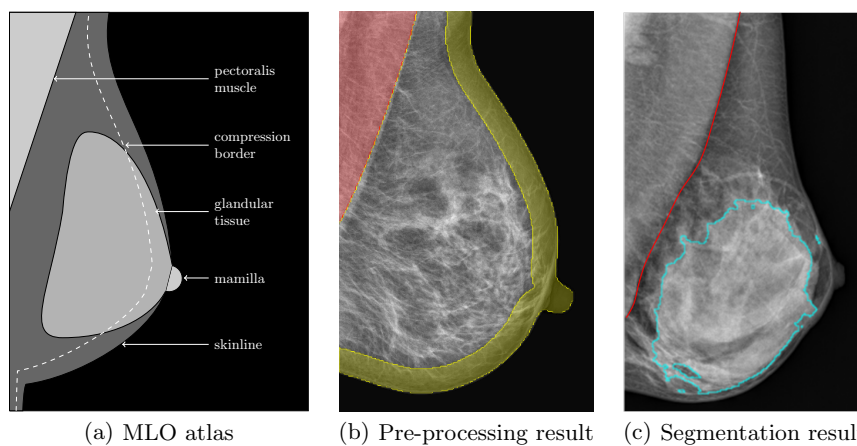 pectoralis
muscle
compression
border
glandular
tissue
mamilla
skinline
(a) MLO atlas
(b) Pre-processing result
(c) Segmentation resul